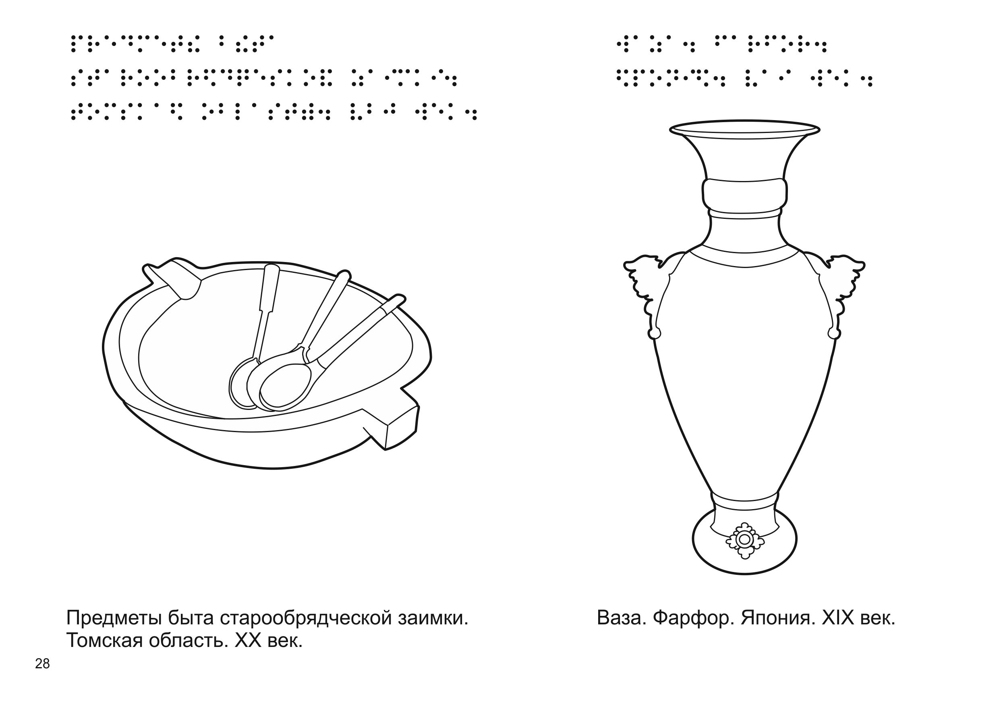 ⠏⠗⠑⠙⠍⠑⠞⠮ ⠃⠮⠞⠁
⠎⠞⠁⠗⠕⠕⠃⠗⠫⠙⠟⠑⠎⠅⠕⠯ ⠵⠁⠊⠍⠅⠊⠲
⠞⠕⠍⠎⠅⠁⠫ ⠕⠃⠇⠁⠎⠞⠾⠲ ⠧⠃⠚ ⠺⠑⠅⠲
⠺⠁⠵⠁⠲ ⠋⠁⠗⠋⠕⠗⠲
⠫⠏⠕⠝⠊⠫⠲ ⠧⠁⠊ ⠺⠑⠅⠲
Предметы быта старообрядческой заимки.
Томская область. XX век.
Ваза. Фарфор. Япония. XIX век.
28